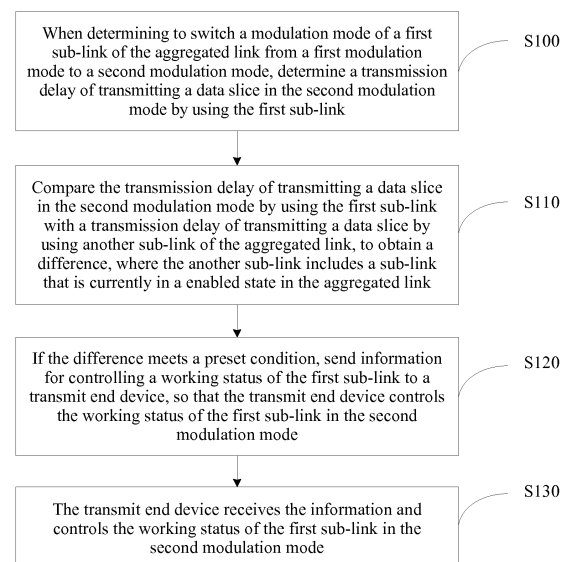 When determining to switch a modulation mode of a first
sub-link of the aggregated link from a first modulation
mode to a second modulation mode, determine a transmission
delay of transmitting a data slice in the second modulation
mode by using the first sub-link
S100
Compare the transmission delay of transmitting a data slice
in the second modulation mode by using the first sub-link
with a transmission delay of transmitting a data slice by
using another sub-link of the aggregated link, to obtain a
difference, where the another sub-link includes a sub-link
that is currently in a enabled state in the aggregated link
S110
If the difference meets a preset condition, send information
for controlling a working status of the first sub-link to a
transmit end device, so that the transmit end device controls
the working status of the first sub-link in the second
modulation mode
S120
The transmit end device receives the information and
controls the working status of the first sub-link in the
second modulation mode
S130